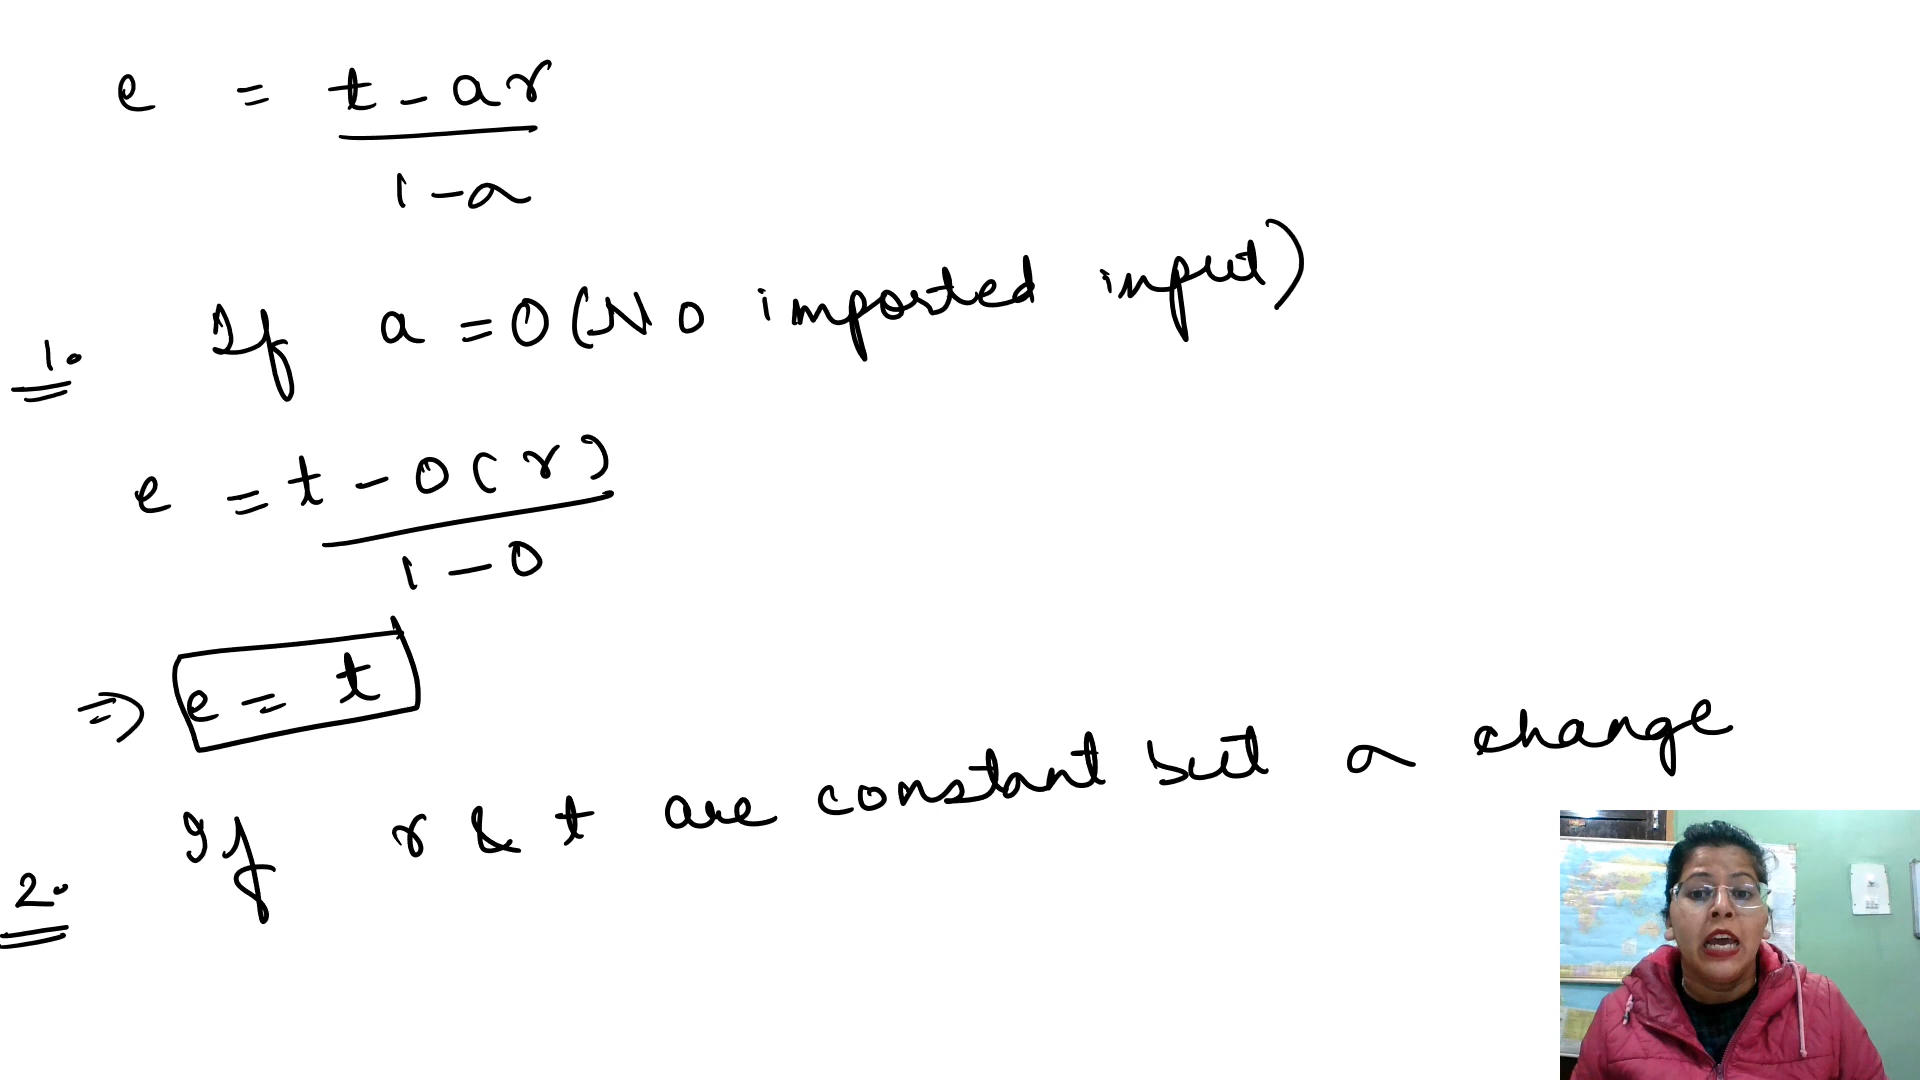 e = t - ar
1 - a
1. If a = 0 (No imported input)
e = t - 0(r)
1 - 0
⇒ e = t
2. If r & t are constant but a change